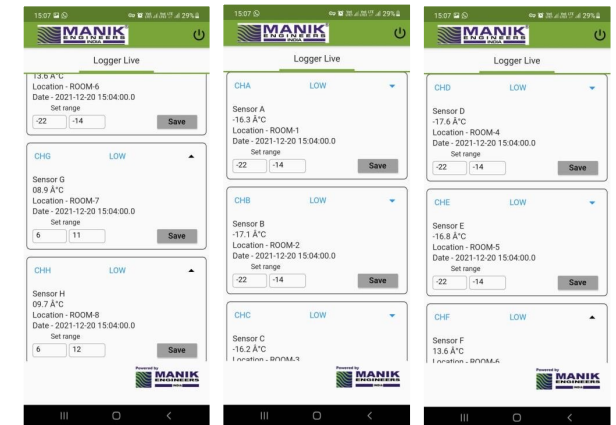 15:07
29%
MANIK
ENGINEERS
INDIA
Logger Live
13.6 Â°C
Location - ROOM-6
Date - 2021-12-20 15:04:00.0
Set range
-22 -14 Save
CHG LOW
Sensor G
08.9 Â°C
Location - ROOM-7
Date - 2021-12-20 15:04:00.0
Set range
6 11 Save
CHH LOW
Sensor H
09.7 Â°C
Location - ROOM-8
Date - 2021-12-20 15:04:00.0
Set range
6 12 Save
Powered by
MANIK
ENGINEERS
INDIA
15:07
29%
MANIK
ENGINEERS
INDIA
Logger Live
CHA LOW
Sensor A
-16.3 Â°C
Location - ROOM-1
Date - 2021-12-20 15:04:00.0
Set range
-22 -14 Save
CHB LOW
Sensor B
-17.1 Â°C
Location - ROOM-2
Date - 2021-12-20 15:04:00.0
Set range
-22 -14 Save
CHC LOW
Sensor C
-16.2 Â°C
Location - ROOM-3
Powered by
MANIK
ENGINEERS
INDIA
15:07
29%
MANIK
ENGINEERS
INDIA
Logger Live
CHD LOW
Sensor D
-17.6 Â°C
Location - ROOM-4
Date - 2021-12-20 15:04:00.0
Set range
-22 -14 Save
CHE LOW
Sensor E
-16.8 Â°C
Location - ROOM-5
Date - 2021-12-20 15:04:00.0
Set range
-22 -14 Save
CHF LOW
Sensor F
13.6 Â°C
Location - ROOM-6
Powered by
MANIK
ENGINEERS
INDIA